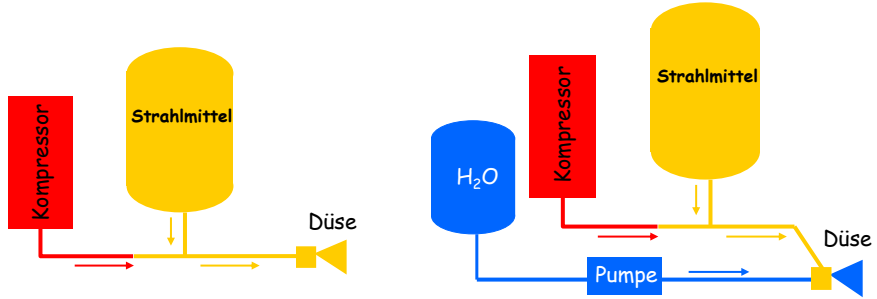 Kompressor
Strahlmittel
Düse
H₂O
Kompressor
Strahlmittel
Pumpe
Düse